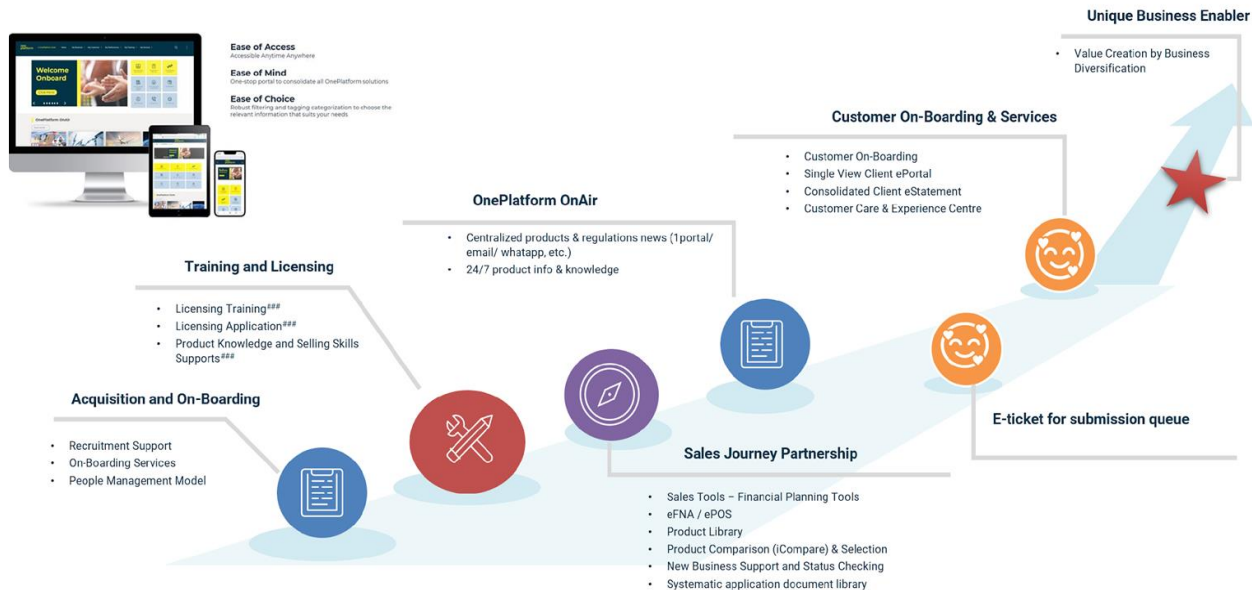 Unique Business Enabler
• Value Creation by Business
Diversification
Welcome
Onboard
OnePlatform OnAir
Ease of Access
Accessible Anytime Anywhere
Ease of Mind
One-stop portal to consolidate all OnePlatform solutions
Ease of Choice
Robust filtering and tagging categorization to choose the
relevant information that suits your needs
Customer On-Boarding & Services
• Customer On-Boarding
• Single View Client ePortal
• Consolidated Client eStatement
• Customer Care & Experience Centre
OnePlatform OnAir
• Centralized products & regulations news (1portal/
email/ whatapp, etc.)
• 24/7 product info & knowledge
Training and Licensing
• Licensing Training###
• Licensing Application###
• Product Knowledge and Selling Skills
Supports###
Acquisition and On-Boarding
• Recruitment Support
• On-Boarding Services
• People Management Model
E-ticket for submission queue
Sales Journey Partnership
• Sales Tools – Financial Planning Tools
• eFNA / ePOS
• Product Library
• Product Comparison (iCompare) & Selection
• New Business Support and Status Checking
• Systematic application document library